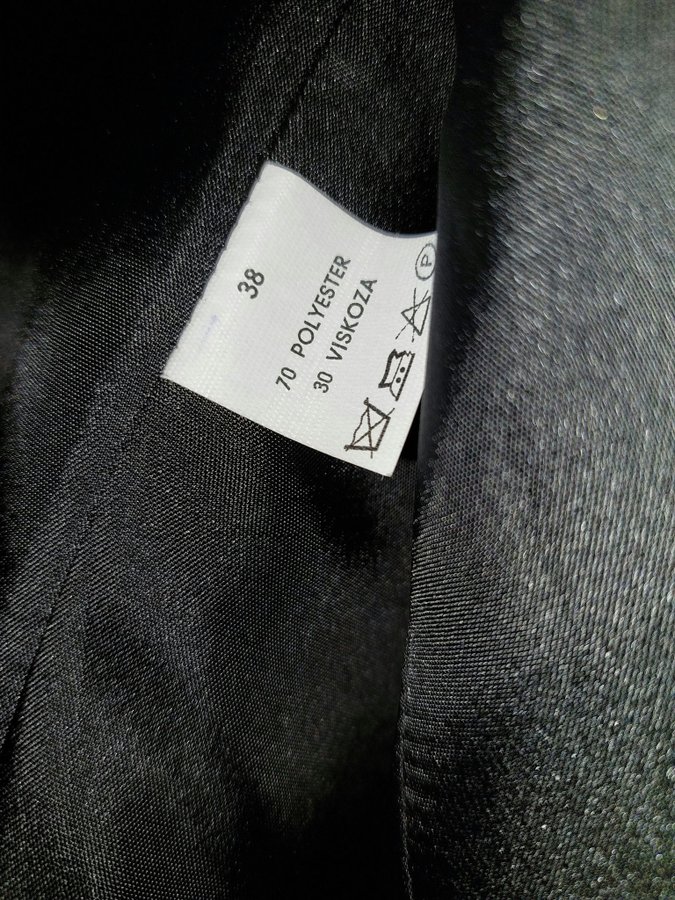 38
70 POLYESTER
30 VISKOZA
P